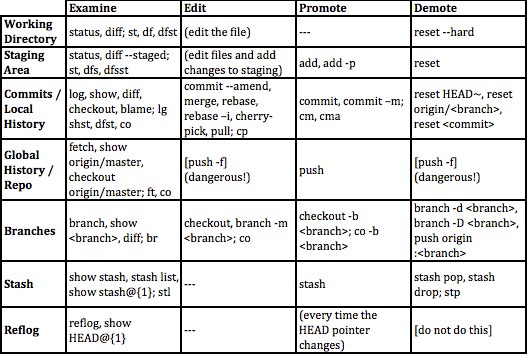 Examine Edit Promote Demote
Working
Directory
status, diff; st, df, dfst
(edit the file)
---
reset --hard
Staging
Area
status, diff --staged;
st, dfs, dfsst
(edit files and add
changes to staging)
add, add -p
reset
Commits /
Local
History
log, show, diff,
checkout, blame; lg
shst, dfst, co
commit --amend,
merge, rebase,
rebase –i, cherry-
pick, pull; cp
commit, commit –m;
cm, cma
reset HEAD~, reset
origin/<branch>,
reset <commit>
Global
History /
Repo
fetch, show
origin/master,
checkout
origin/master; ft, co
[push -f]
(dangerous!)
push
[push -f]
(dangerous!)
Branches
branch, show
<branch>, diff; br
checkout, branch -m
<branch>; co
checkout -b
<branch>; co -b
<branch>
branch -d <branch>,
branch -D <branch>,
push origin
:<branch>
Stash
show stash, stash list,
show stash@{1}; stl
---
stash
stash pop, stash
drop; stp
Reflog
reflog, show
HEAD@{1}
---
(every time the
HEAD pointer
changes)
[do not do this]